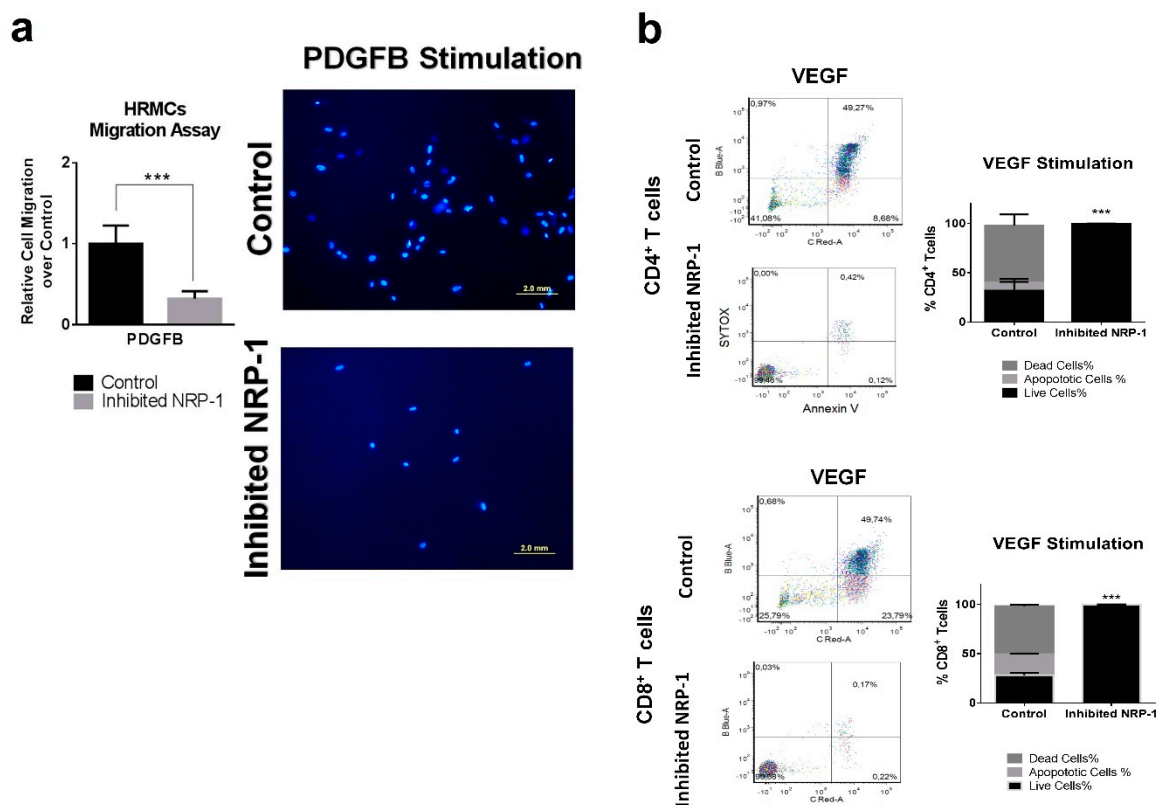 a
PDGFB Stimulation
HRMCs
Migration Assay
Relative Cell Migration
over Control
2
1
0
***
PDGFB
Control
Inhibited NRP-1
Control
2.0 mm
Inhibited NRP-1
2.0 mm
b
VEGF
CD4+ T cells
Control
0,97%
49,27%
41,08%
8,68%
B Blue-A
C Red-A
Inhibited NRP-1
0,00%
0,42%
0,12%
SYTOX
Annexin V
VEGF Stimulation
% CD4+ Tcells
100
50
0
***
Control
Inhibited NRP-1
Dead Cells%
Apopototic Cells %
Live Cells%
VEGF
CD8+ T cells
Control
0,68%
49,74%
25,79%
23,79%
B Blue-A
C Red-A
Inhibited NRP-1
0,03%
0,17%
0,22%
B Blue-A
C Red-A
VEGF Stimulation
% CD8+ Tcells
100
50
0
***
Control
Inhibited NRP-1
Dead Cells%
Apopototic Cells %
Live Cells%